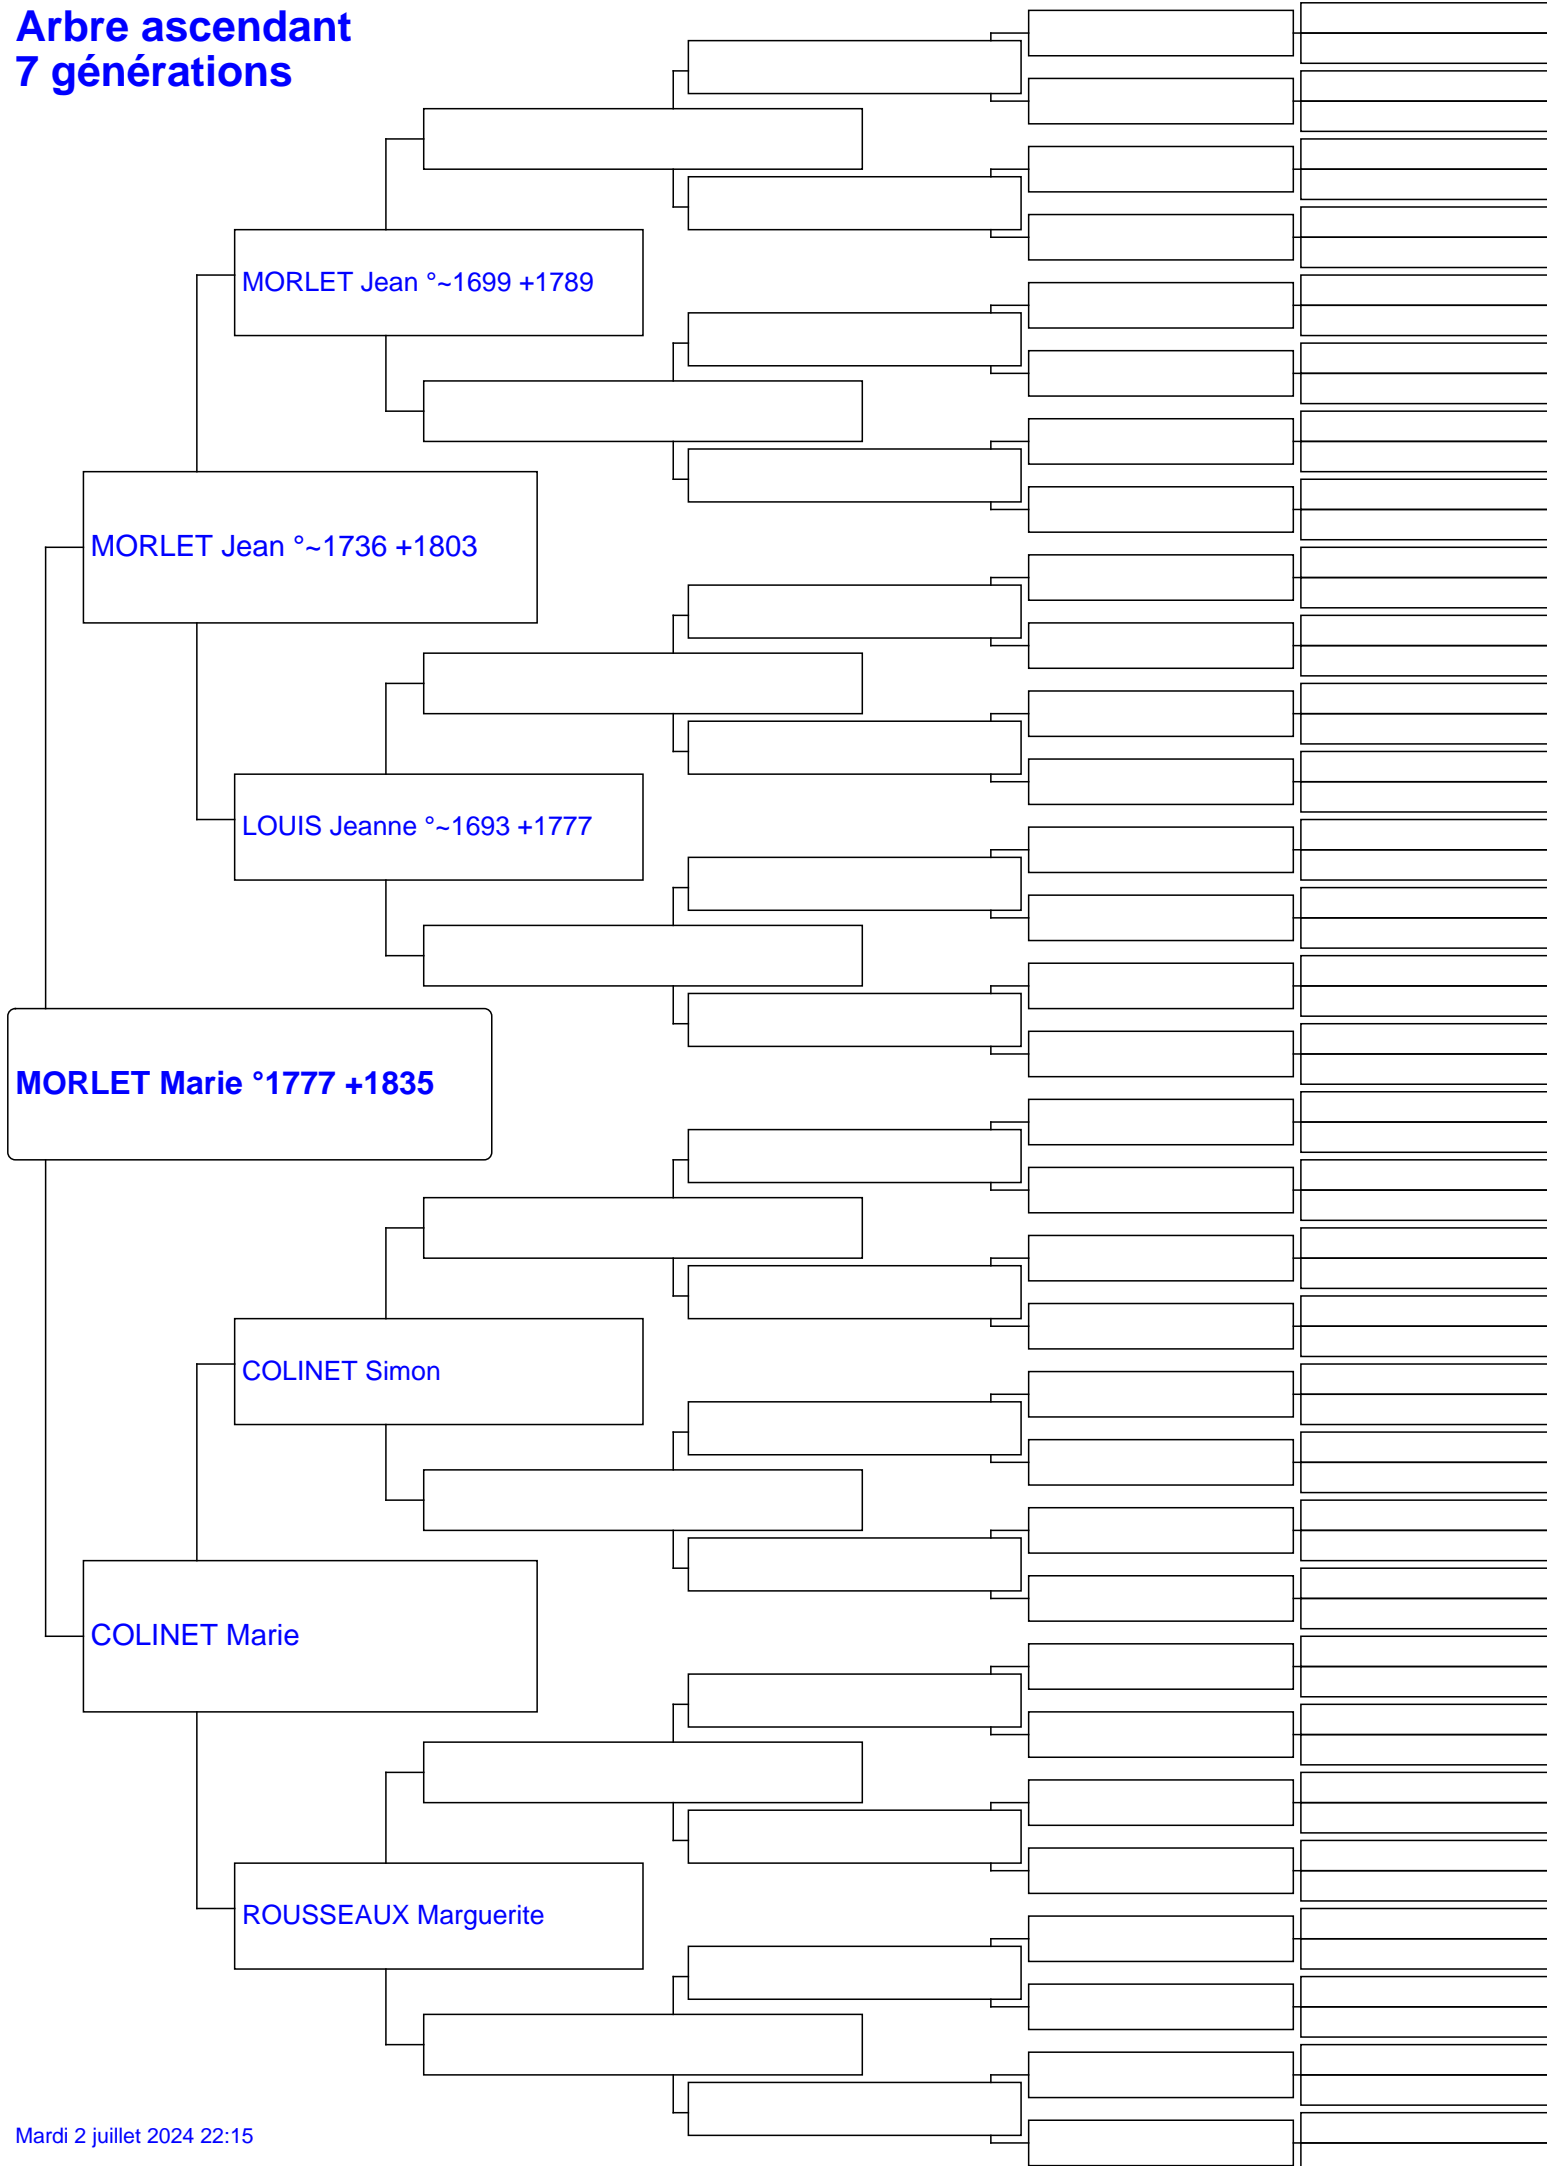 Arbre ascendant
7 générations
MORLET Jean °~1699 +1789
MORLET Jean °~1736 +1803
LOUIS Jeanne °~1693 +1777
MORLET Marie °1777 +1835
COLINET Simon
COLINET Marie
ROUSSEAUX Marguerite
Mardi 2 juillet 2024 22:15